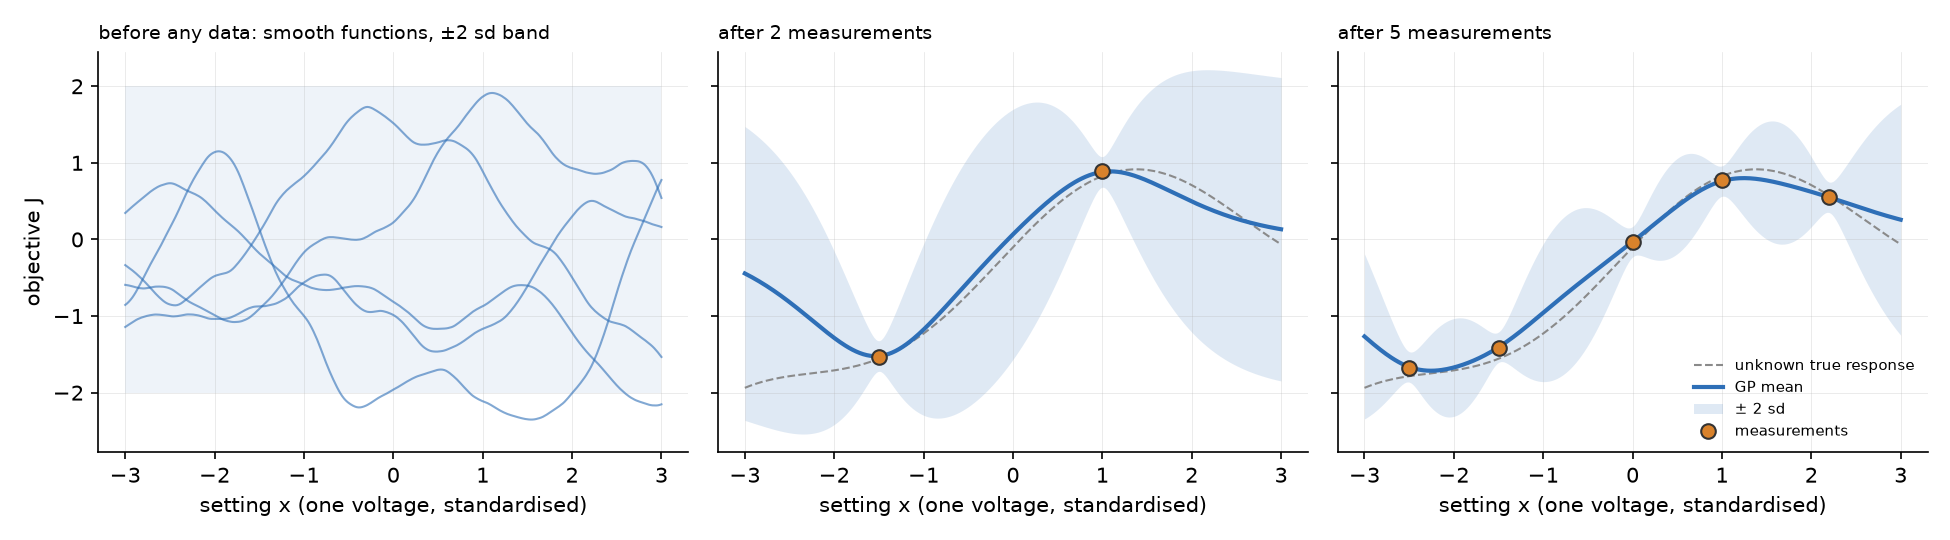 before any data: smooth functions, ±2 sd band
objective J
2
1
0
−1
−2
−3 −2 −1 0 1 2 3
setting x (one voltage, standardised)
after 2 measurements
−3 −2 −1 0 1 2 3
setting x (one voltage, standardised)
after 5 measurements
unknown true response
GP mean
± 2 sd
measurements
−3 −2 −1 0 1 2 3
setting x (one voltage, standardised)